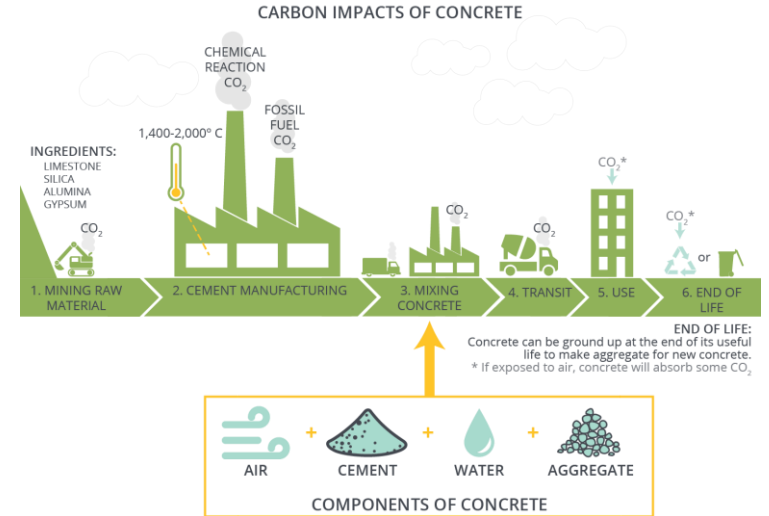 CARBON IMPACTS OF CONCRETE
CHEMICAL
REACTION
CO₂
FOSSIL
FUEL
CO₂
1,400-2,000º C
INGREDIENTS:
LIMESTONE
SILICA
ALUMINA
GYPSUM
CO₂
CO₂
CO₂
CO₂*
CO₂*
or
1. MINING RAW
MATERIAL
2. CEMENT MANUFACTURING
3. MIXING
CONCRETE
4. TRANSIT
5. USE
6. END OF
LIFE
END OF LIFE:
Concrete can be ground up at the end of its useful
life to make aggregate for new concrete.
* If exposed to air, concrete will absorb some CO₂
+ + +
AIR CEMENT WATER AGGREGATE
COMPONENTS OF CONCRETE